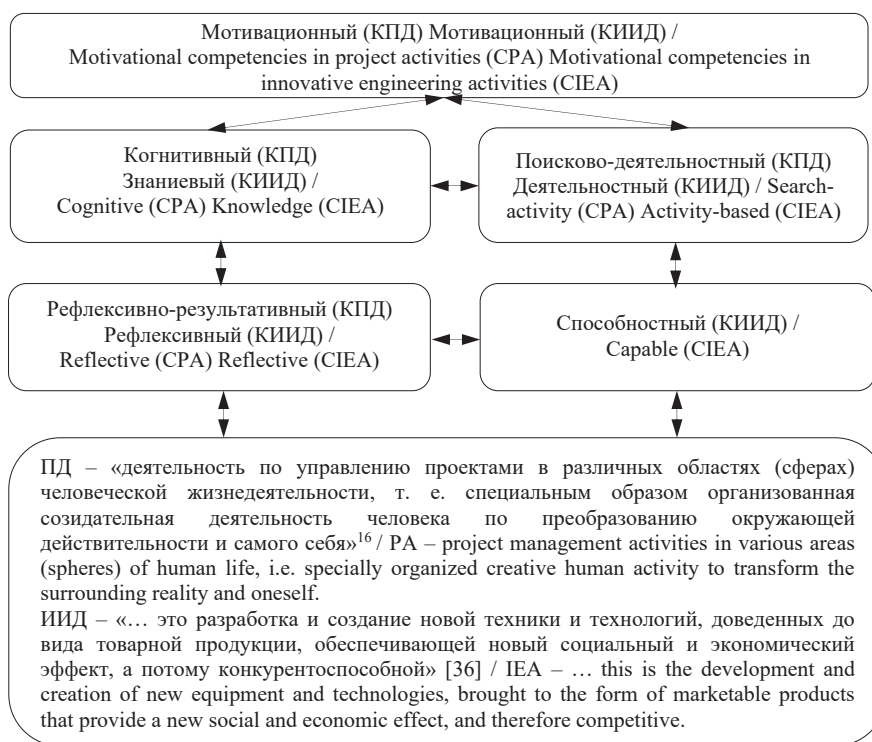 Мотивационный (КПД) Мотивационный (КИИД) /
Motivational competencies in project activities (CPA) Motivational competencies in
innovative engineering activities (CIEA)
Когнитивный (КПД)
Знаниевый (КИИД) /
Cognitive (CPA) Knowledge (CIEA)
Поисково-деятельностный (КПД)
Деятельностный (КИИД) / Search-
activity (CPA) Activity-based (CIEA)
Рефлексивно-результативный (КПД)
Рефлексивный (КИИД) /
Reflective (CPA) Reflective (CIEA)
Способностный (КИИД) /
Capable (CIEA)
ПД – «деятельность по управлению проектами в различных областях (сферах)
человеческой жизнедеятельности, т. е. специальным образом организованная
созидательная деятельность человека по преобразованию окружающей
действительности и самого себя»¹⁶ / PA – project management activities in various areas
(spheres) of human life, i.e. specially organized creative human activity to transform the
surrounding reality and oneself.
ИИД – «… это разработка и создание новой техники и технологий, доведенных до
вида товарной продукции, обеспечивающей новый социальный и экономический
эффект, а потому конкурентоспособной» [36] / IEA – … this is the development and
creation of new equipment and technologies, brought to the form of marketable products
that provide a new social and economic effect, and therefore competitive.